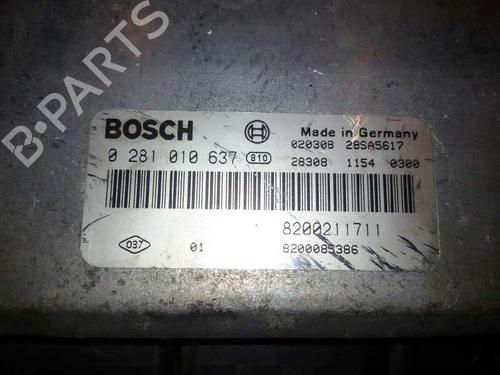 B-PARTS
BOSCH Made in Germany
020308 28SA5617
0 281 010 637 810
28308 1154 0300
8200211711
037 01 8200085386